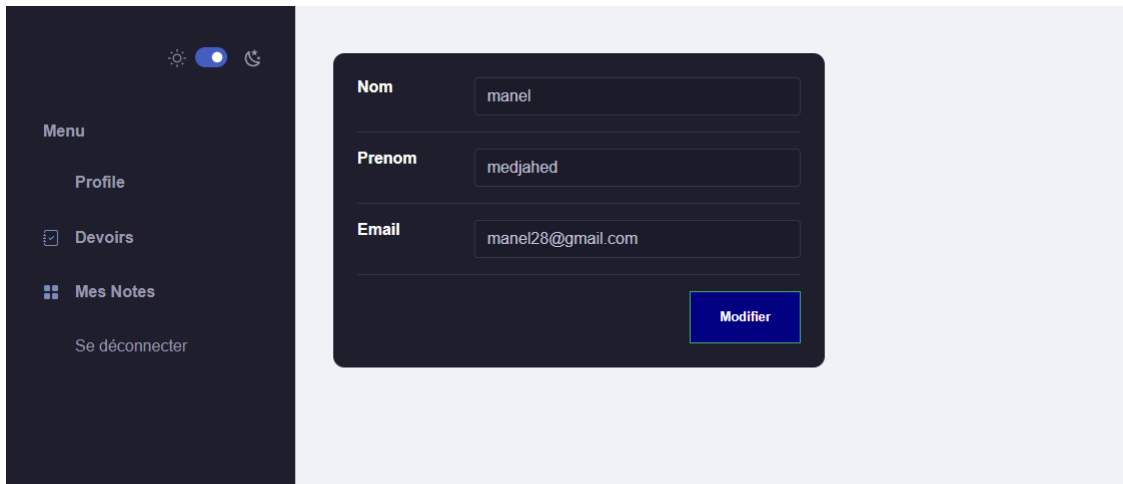 Menu
Profile
Devoirs
Mes Notes
Se déconnecter
Nom
manel
Prenom
medjahed
Email
manel28@gmail.com
Modifier